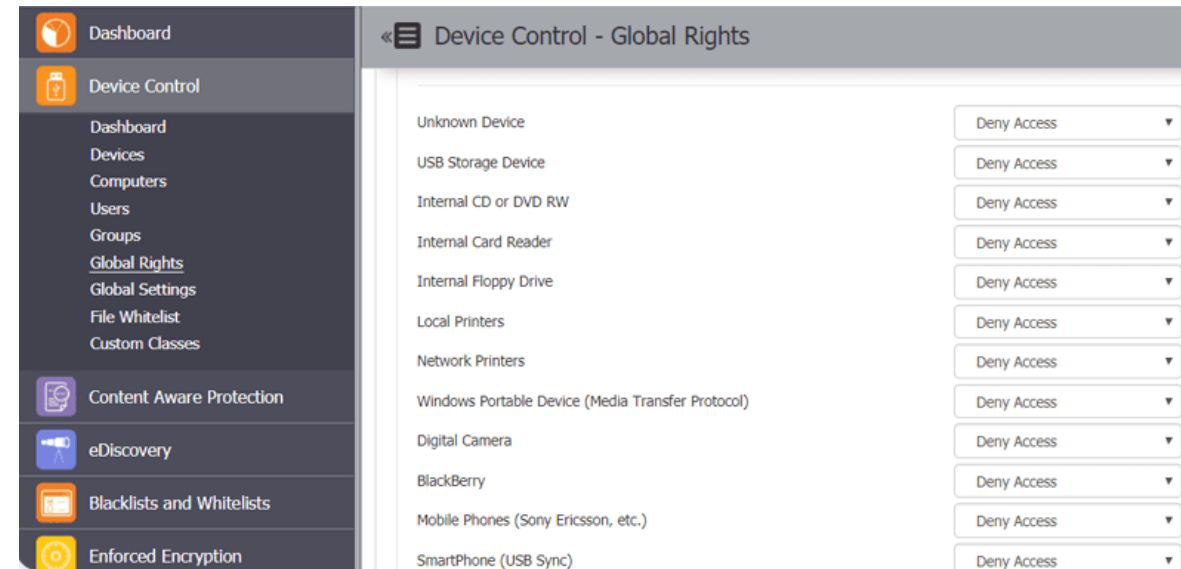 Dashboard
Device Control
Dashboard
Devices
Computers
Users
Groups
Global Rights
Global Settings
File Whitelist
Custom Classes
Content Aware Protection
eDiscovery
Blacklists and Whitelists
Enforced Encryption
« Device Control - Global Rights
Unknown Device Deny Access
USB Storage Device Deny Access
Internal CD or DVD RW Deny Access
Internal Card Reader Deny Access
Internal Floppy Drive Deny Access
Local Printers Deny Access
Network Printers Deny Access
Windows Portable Device (Media Transfer Protocol) Deny Access
Digital Camera Deny Access
BlackBerry Deny Access
Mobile Phones (Sony Ericsson, etc.) Deny Access
SmartPhone (USB Sync) Deny Access